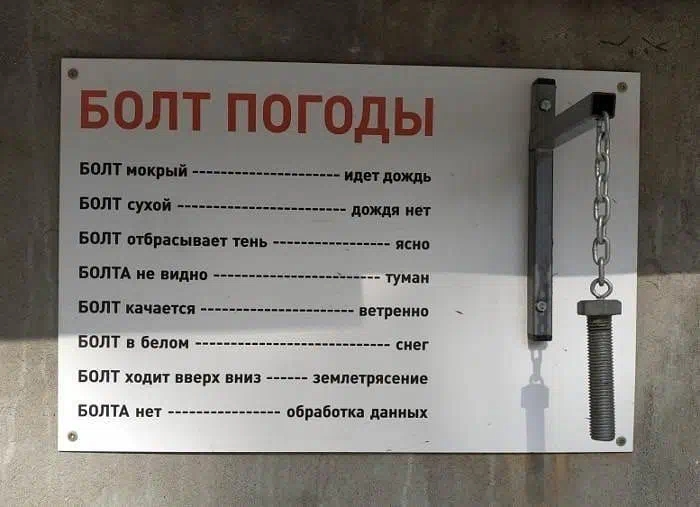 БОЛТ ПОГОДЫ
БОЛТ мокрый --------------------- идет дождь
БОЛТ сухой ------------------------ дождя нет
БОЛТ отбрасывает тень ----------------- ясно
БОЛТА не видно ------------------------ туман
БОЛТ качается ---------------------- ветренно
БОЛТ в белом ---------------------------- снег
БОЛТ ходит вверх вниз ------ землетрясение
БОЛТА нет ---------------- обработка данных